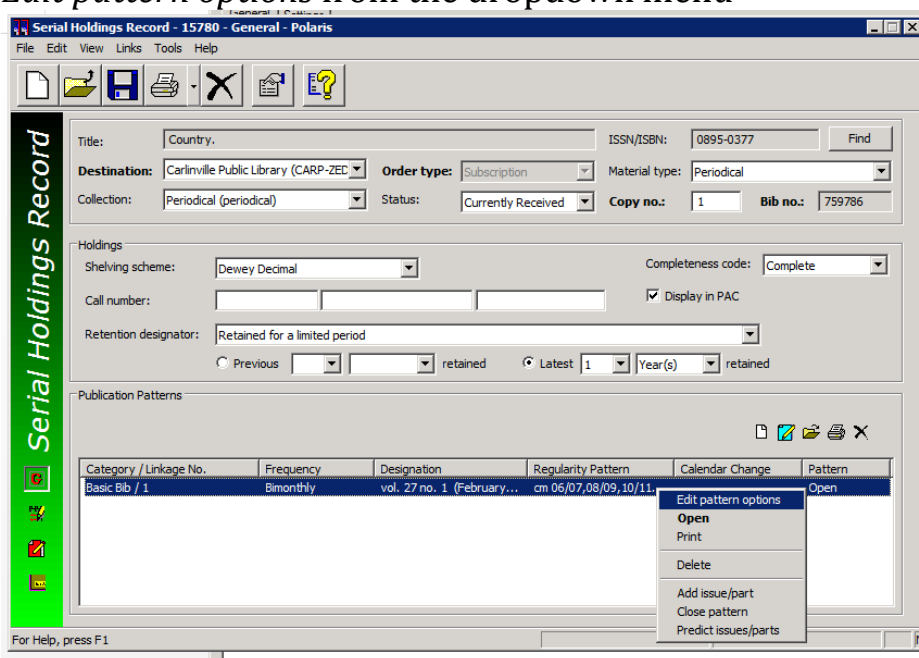 Edit pattern options from the dropdown menu
Serial Holdings Record - 15780 - General - Polaris
File Edit View Links Tools Help
Serial Holdings Record
Title: Country. ISSN/ISBN: 0895-0377 Find
Destination: Carlinville Public Library (CARP-ZED Order type: Subscription Material type: Periodical
Collection: Periodical (periodical) Status: Currently Received Copy no.: 1 Bib no.: 759786
Holdings
Shelving scheme: Dewey Decimal Completeness code: Complete
Call number: Display in PAC
Retention designator: Retained for a limited period
Previous retained Latest 1 Year(s) retained
Publication Patterns
Category / Linkage No. Frequency Designation Regularity Pattern Calendar Change Pattern
Basic Bib / 1 Bimonthly vol. 27 no. 1 (February... cm 06/07,08/09,10/11. Open
Edit pattern options
Open
Print
Delete
Add issue/part
Close pattern
Predict issues/parts
For Help, press F1